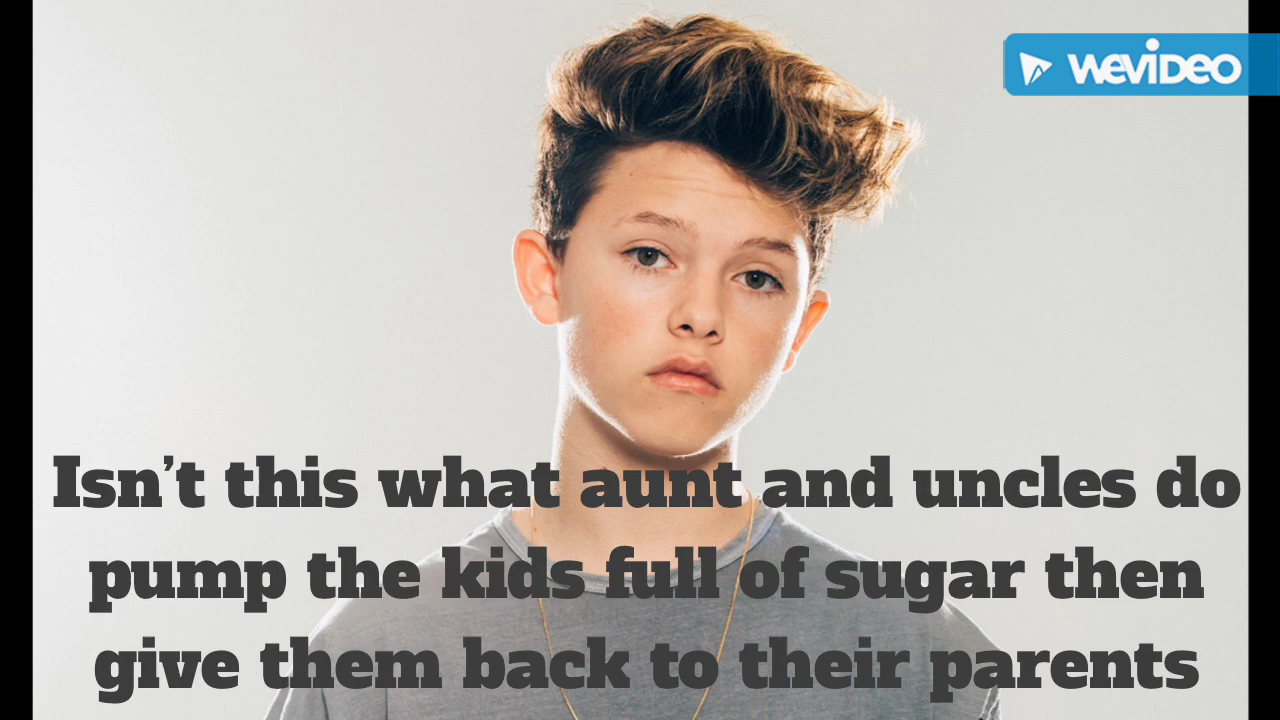 WEVIDEO
Isn't this what aunt and uncles do
pump the kids full of sugar then
give them back to their parents